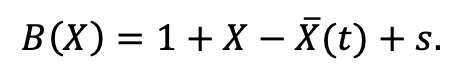 B(X) = 1 + X − X̄(t) + s.